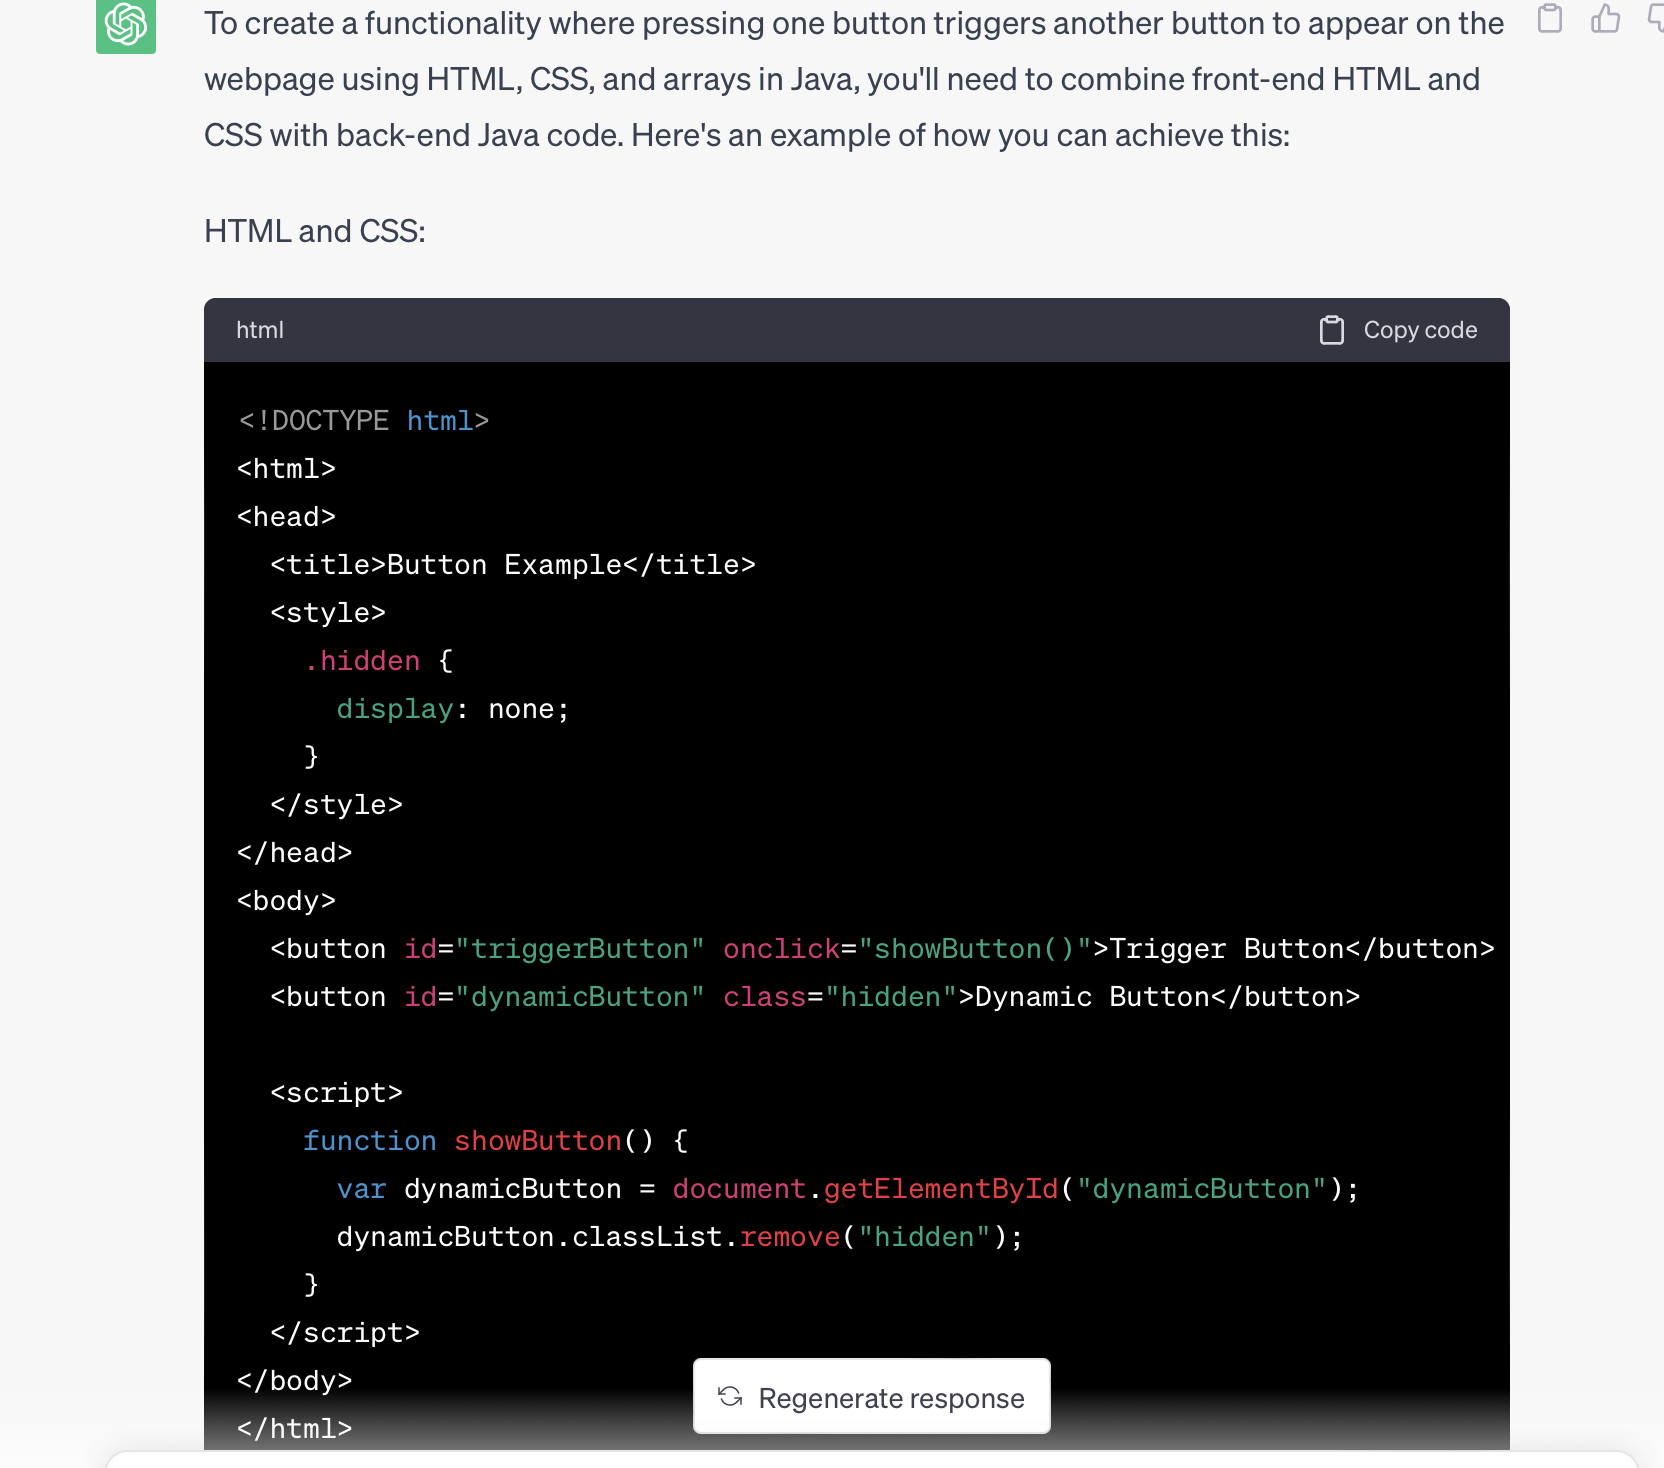 To create a functionality where pressing one button triggers another button to appear on the
webpage using HTML, CSS, and arrays in Java, you'll need to combine front-end HTML and
CSS with back-end Java code. Here's an example of how you can achieve this:
HTML and CSS:
html Copy code
<!DOCTYPE html>
<html>
<head>
  <title>Button Example</title>
  <style>
    .hidden {
      display: none;
    }
  </style>
</head>
<body>
  <button id="triggerButton" onclick="showButton()">Trigger Button</button>
  <button id="dynamicButton" class="hidden">Dynamic Button</button>
  <script>
    function showButton() {
      var dynamicButton = document.getElementById("dynamicButton");
      dynamicButton.classList.remove("hidden");
    }
  </script>
</body>
Regenerate response
</html>